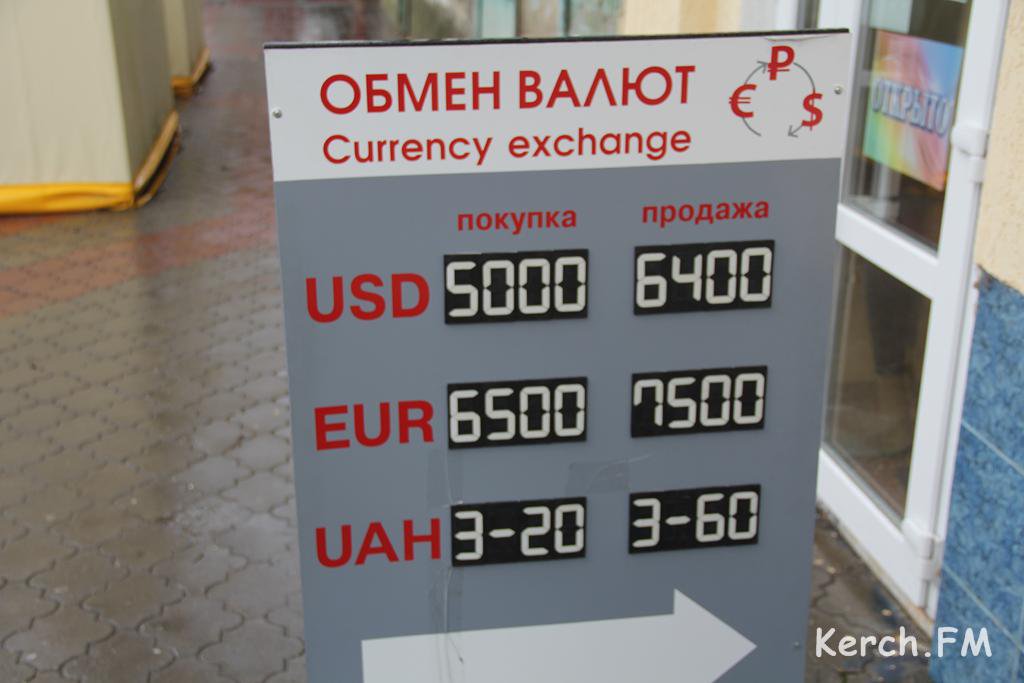 ОБМЕН ВАЛЮТ
Currency exchange
₽
€ $
покупка продажа
USD 5000 6400
EUR 6500 7500
UAH 3-20 3-60
ОТКРЫТО
Kerch.FM